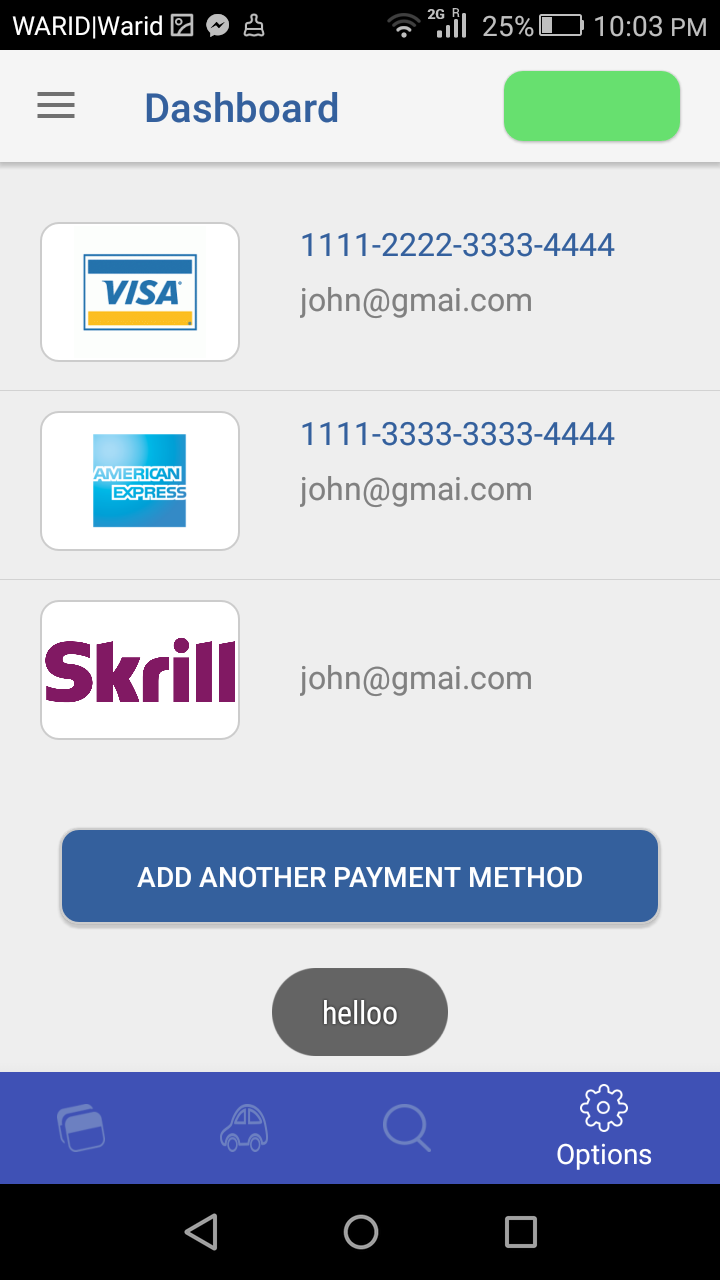 WARID|Warid 2G R 25% 10:03 PM
Dashboard
VISA
1111-2222-3333-4444
john@gmai.com
AMERICAN
EXPRESS
1111-3333-3333-4444
john@gmai.com
Skrill
john@gmai.com
ADD ANOTHER PAYMENT METHOD
helloo
Options